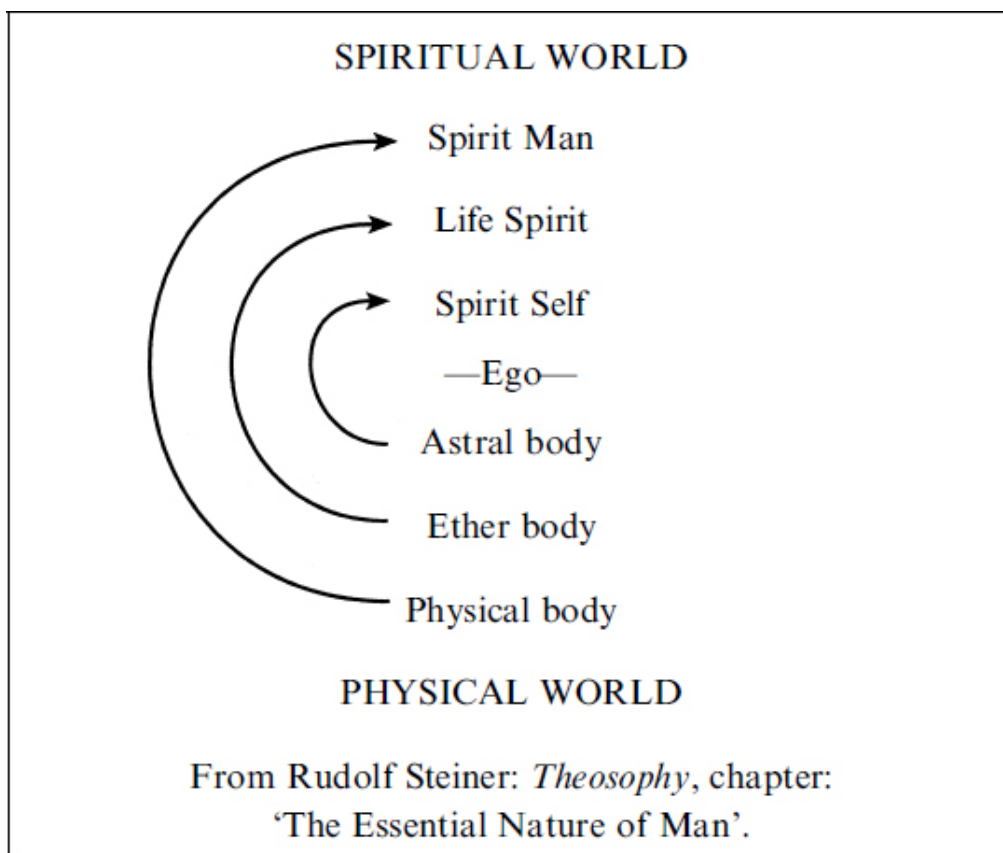 SPIRITUAL WORLD
Spirit Man
Life Spirit
Spirit Self
—Ego—
Astral body
Ether body
Physical body
PHYSICAL WORLD
From Rudolf Steiner: Theosophy, chapter:
‘The Essential Nature of Man’.